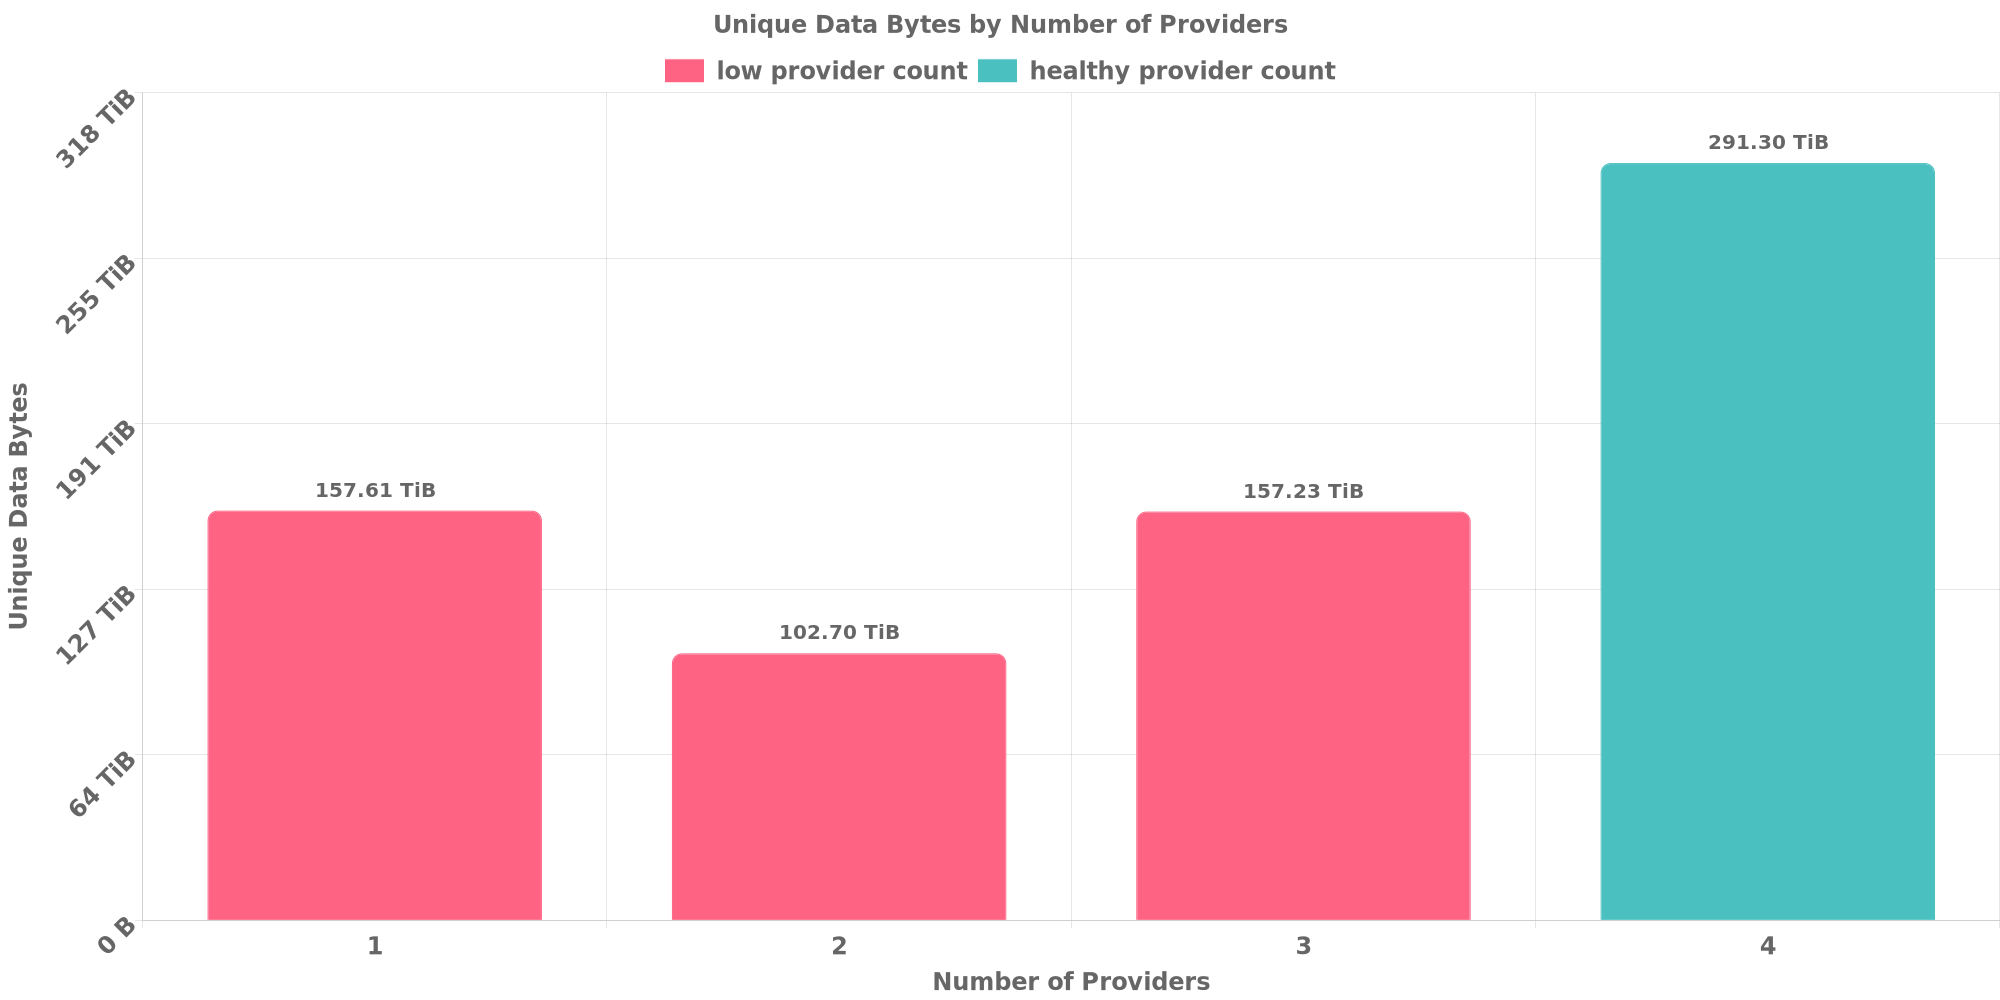 Unique Data Bytes by Number of Providers
low provider count healthy provider count
318 TiB
255 TiB
191 TiB
127 TiB
64 TiB
0 B
Unique Data Bytes
157.61 TiB
102.70 TiB
157.23 TiB
291.30 TiB
1 2 3 4
Number of Providers